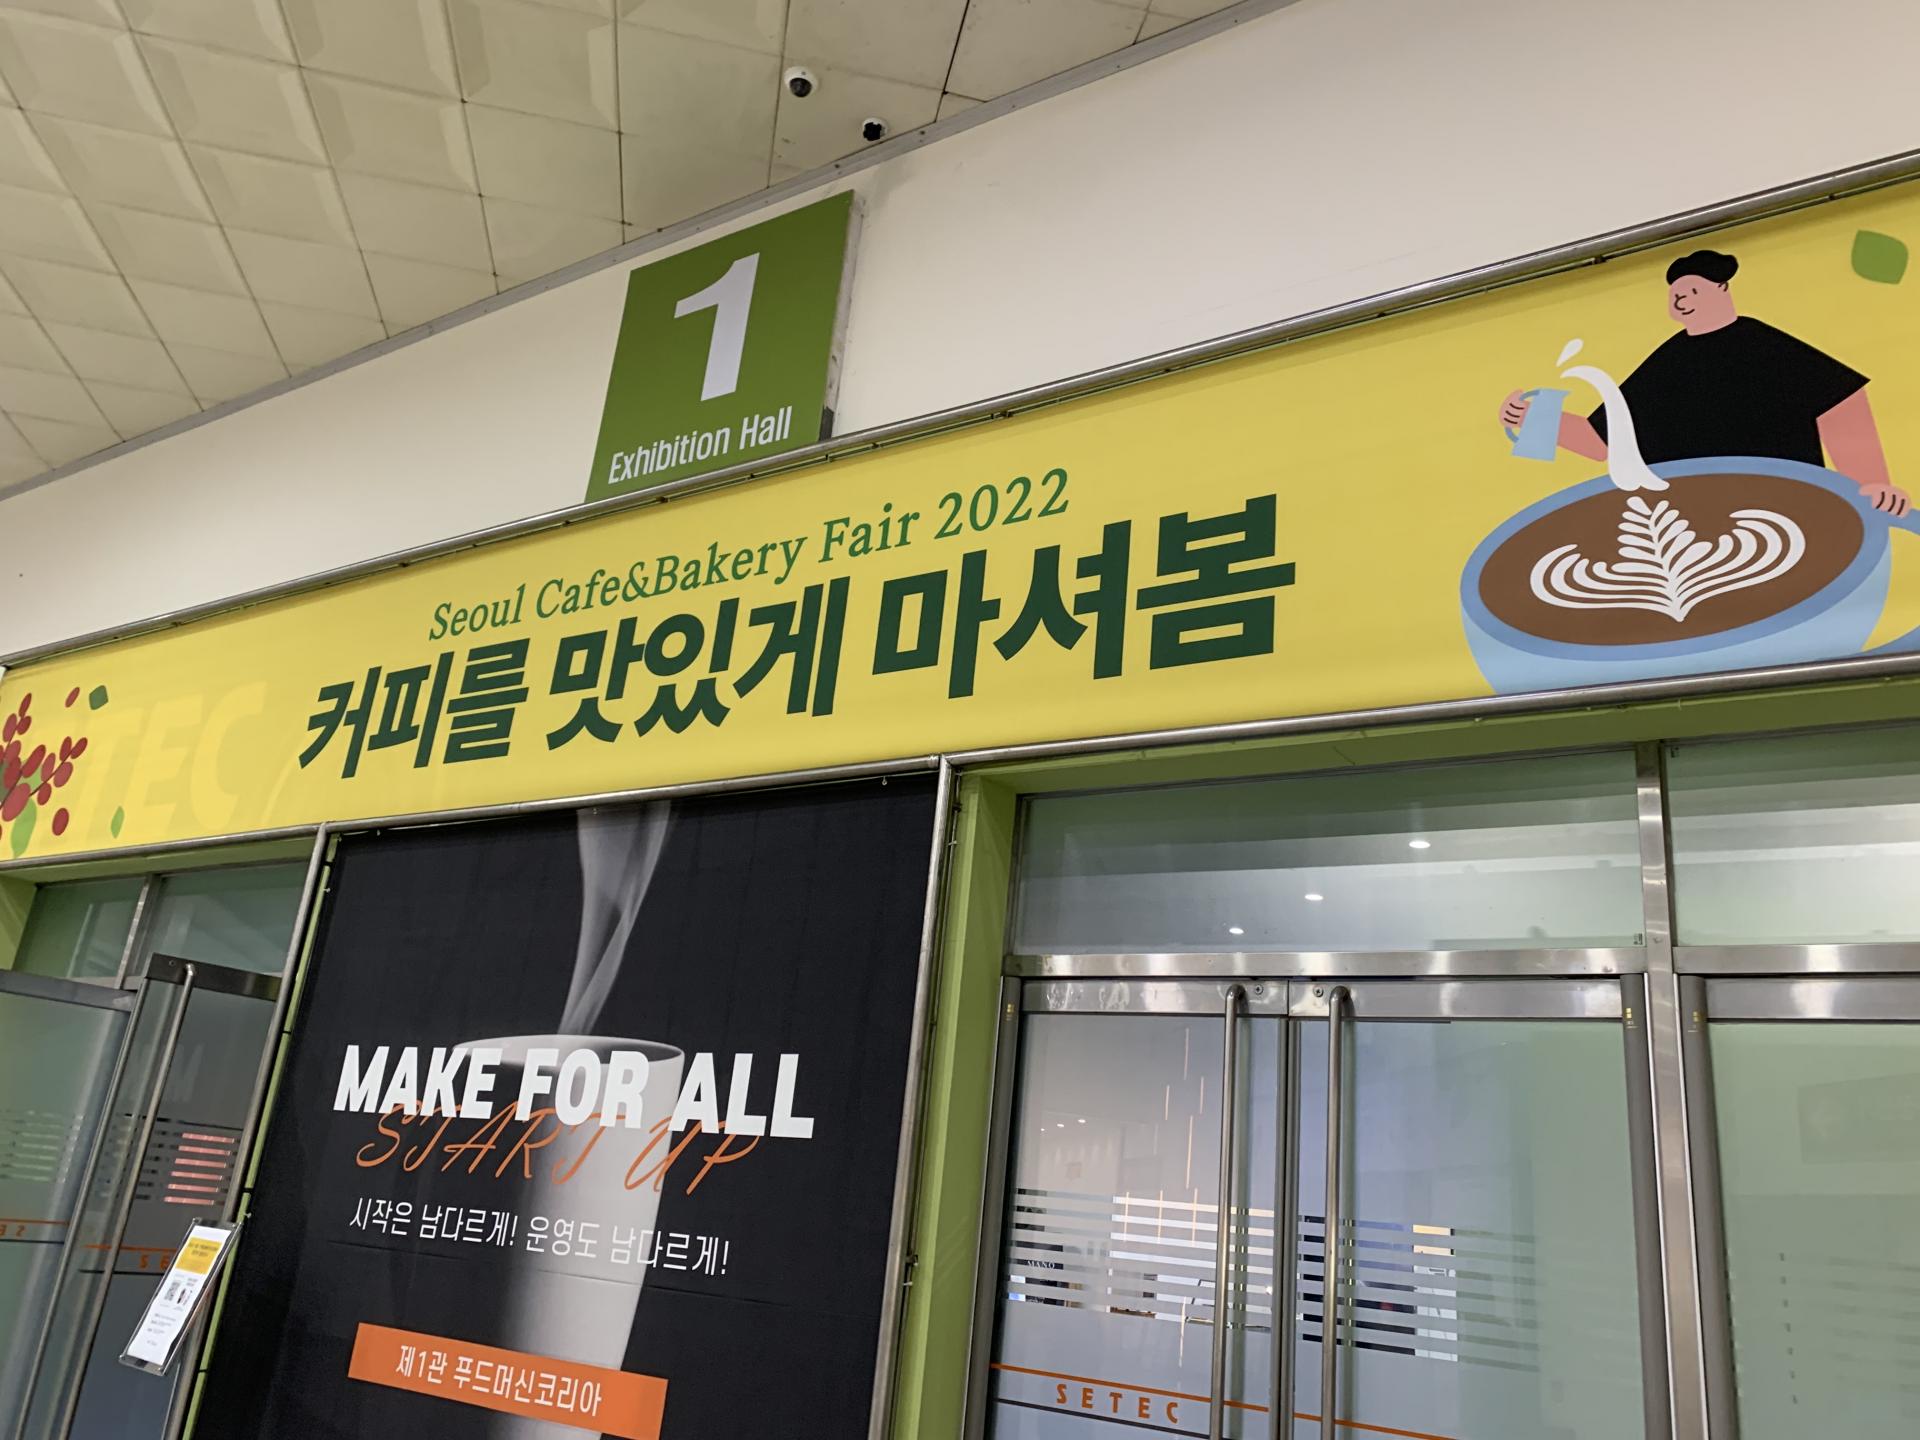 1
Exhibition Hall
Seoul Cafe&Bakery Fair 2022
커피를 맛있게 마셔봄
TEC
MAKE FOR ALL
START UP
시작은 남다르게! 운영도 남다르게!
제1관 푸드머신코리아
MANO
SETEC